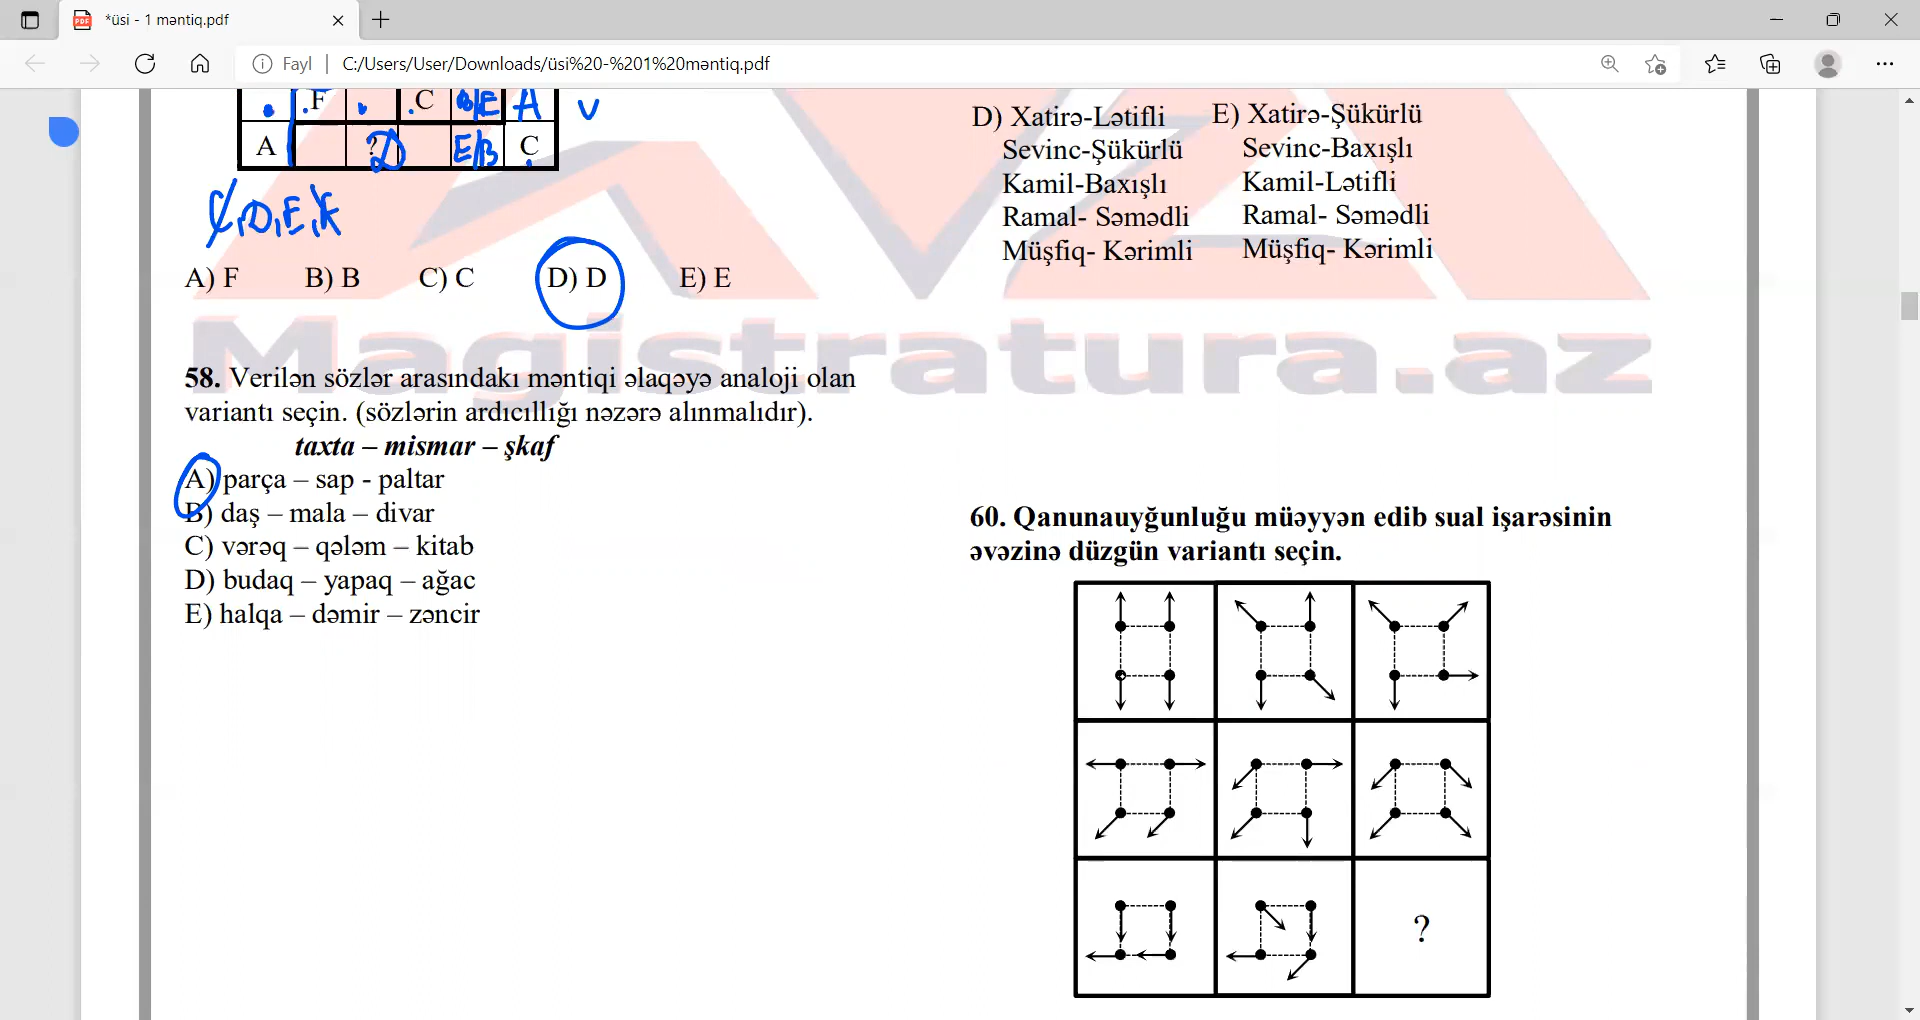 *üsi - 1 məntiq.pdf
Fayl | C:/Users/User/Downloads/üsi%20-%201%20məntiq.pdf
. .F . .C B/E A V
A ? D E/B C
C, D, E, F
A) F B) B C) C D) D E) E
58. Verilən sözlər arasındakı məntiqi əlaqəyə analoji olan
variantı seçin. (sözlərin ardıcıllığı nəzərə alınmalıdır).
taxta – mismar – şkaf
A) parça – sap - paltar
B) daş – mala – divar
C) vərəq – qələm – kitab
D) budaq – yapaq – ağac
E) halqa – dəmir – zəncir
D) Xatirə-Lətifli
Sevinc-Şükürlü
Kamil-Baxışlı
Ramal- Səmədli
Müşfiq- Kərimli
E) Xatirə-Şükürlü
Sevinc-Baxışlı
Kamil-Lətifli
Ramal- Səmədli
Müşfiq- Kərimli
Magistratura.az
60. Qanunauyğunluğu müəyyən edib sual işarəsinin
əvəzinə düzgün variantı seçin.
?